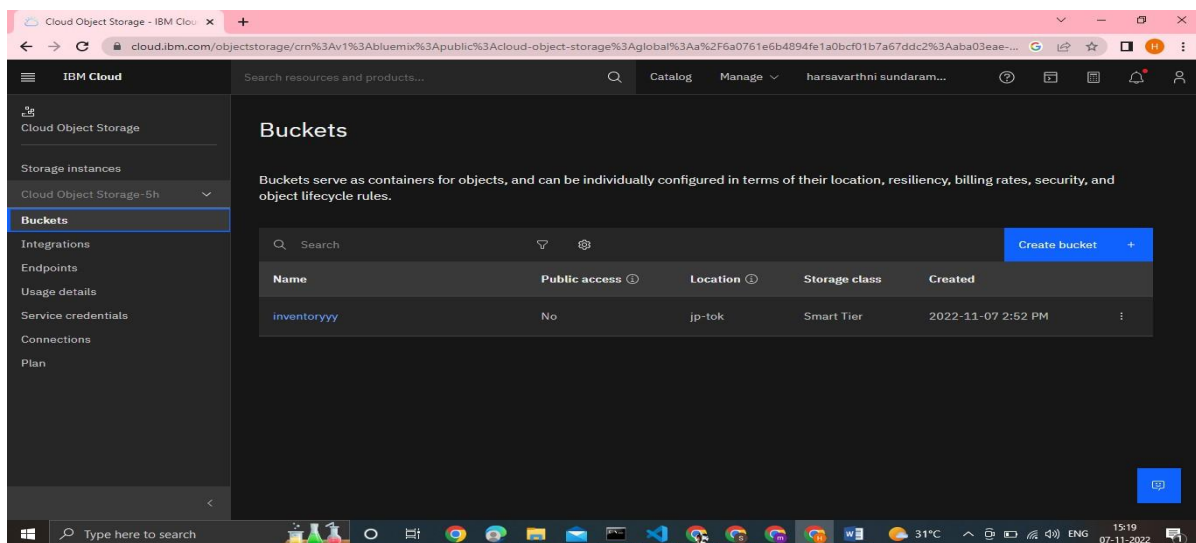 Cloud Object Storage - IBM Clou
cloud.ibm.com/objectstorage/crn%3Av1%3Abluemix%3Apublic%3Acloud-object-storage%3Aglobal%3Aa%2F6a0761e6b4894fe1a0bcf01b7a67ddc2%3Aaba03eae-...
H
IBM Cloud
Search resources and products...
Catalog
Manage
harsavarthni sundaram...
Cloud Object Storage
Storage instances
Cloud Object Storage-5h
Buckets
Integrations
Endpoints
Usage details
Service credentials
Connections
Plan
Buckets
Buckets serve as containers for objects, and can be individually configured in terms of their location, resiliency, billing rates, security, and
object lifecycle rules.
Search
Create bucket +
Name Public access Location Storage class Created
inventoryyy No jp-tok Smart Tier 2022-11-07 2:52 PM
Type here to search
31°C
ENG
15:19
07-11-2022